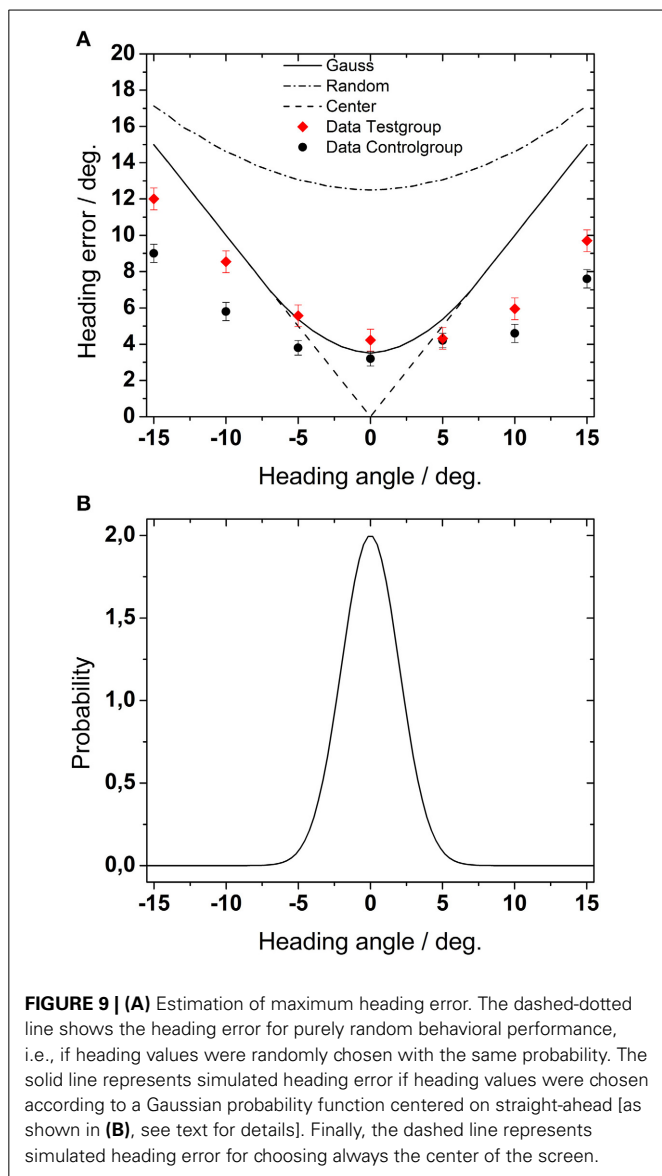 A
20
18
16
14
12
10
8
6
4
2
0
Heading error / deg.
Gauss
Random
Center
Data Testgroup
Data Controlgroup
-15 -10 -5 0 5 10 15
Heading angle / deg.
B
2,0
1,5
1,0
0,5
0,0
Probability
-15 -10 -5 0 5 10 15
Heading angle / deg.
FIGURE 9 | (A) Estimation of maximum heading error. The dashed-dotted
line shows the heading error for purely random behavioral performance,
i.e., if heading values were randomly chosen with the same probability. The
solid line represents simulated heading error if heading values were chosen
according to a Gaussian probability function centered on straight-ahead [as
shown in (B), see text for details]. Finally, the dashed line represents
simulated heading error for choosing always the center of the screen.